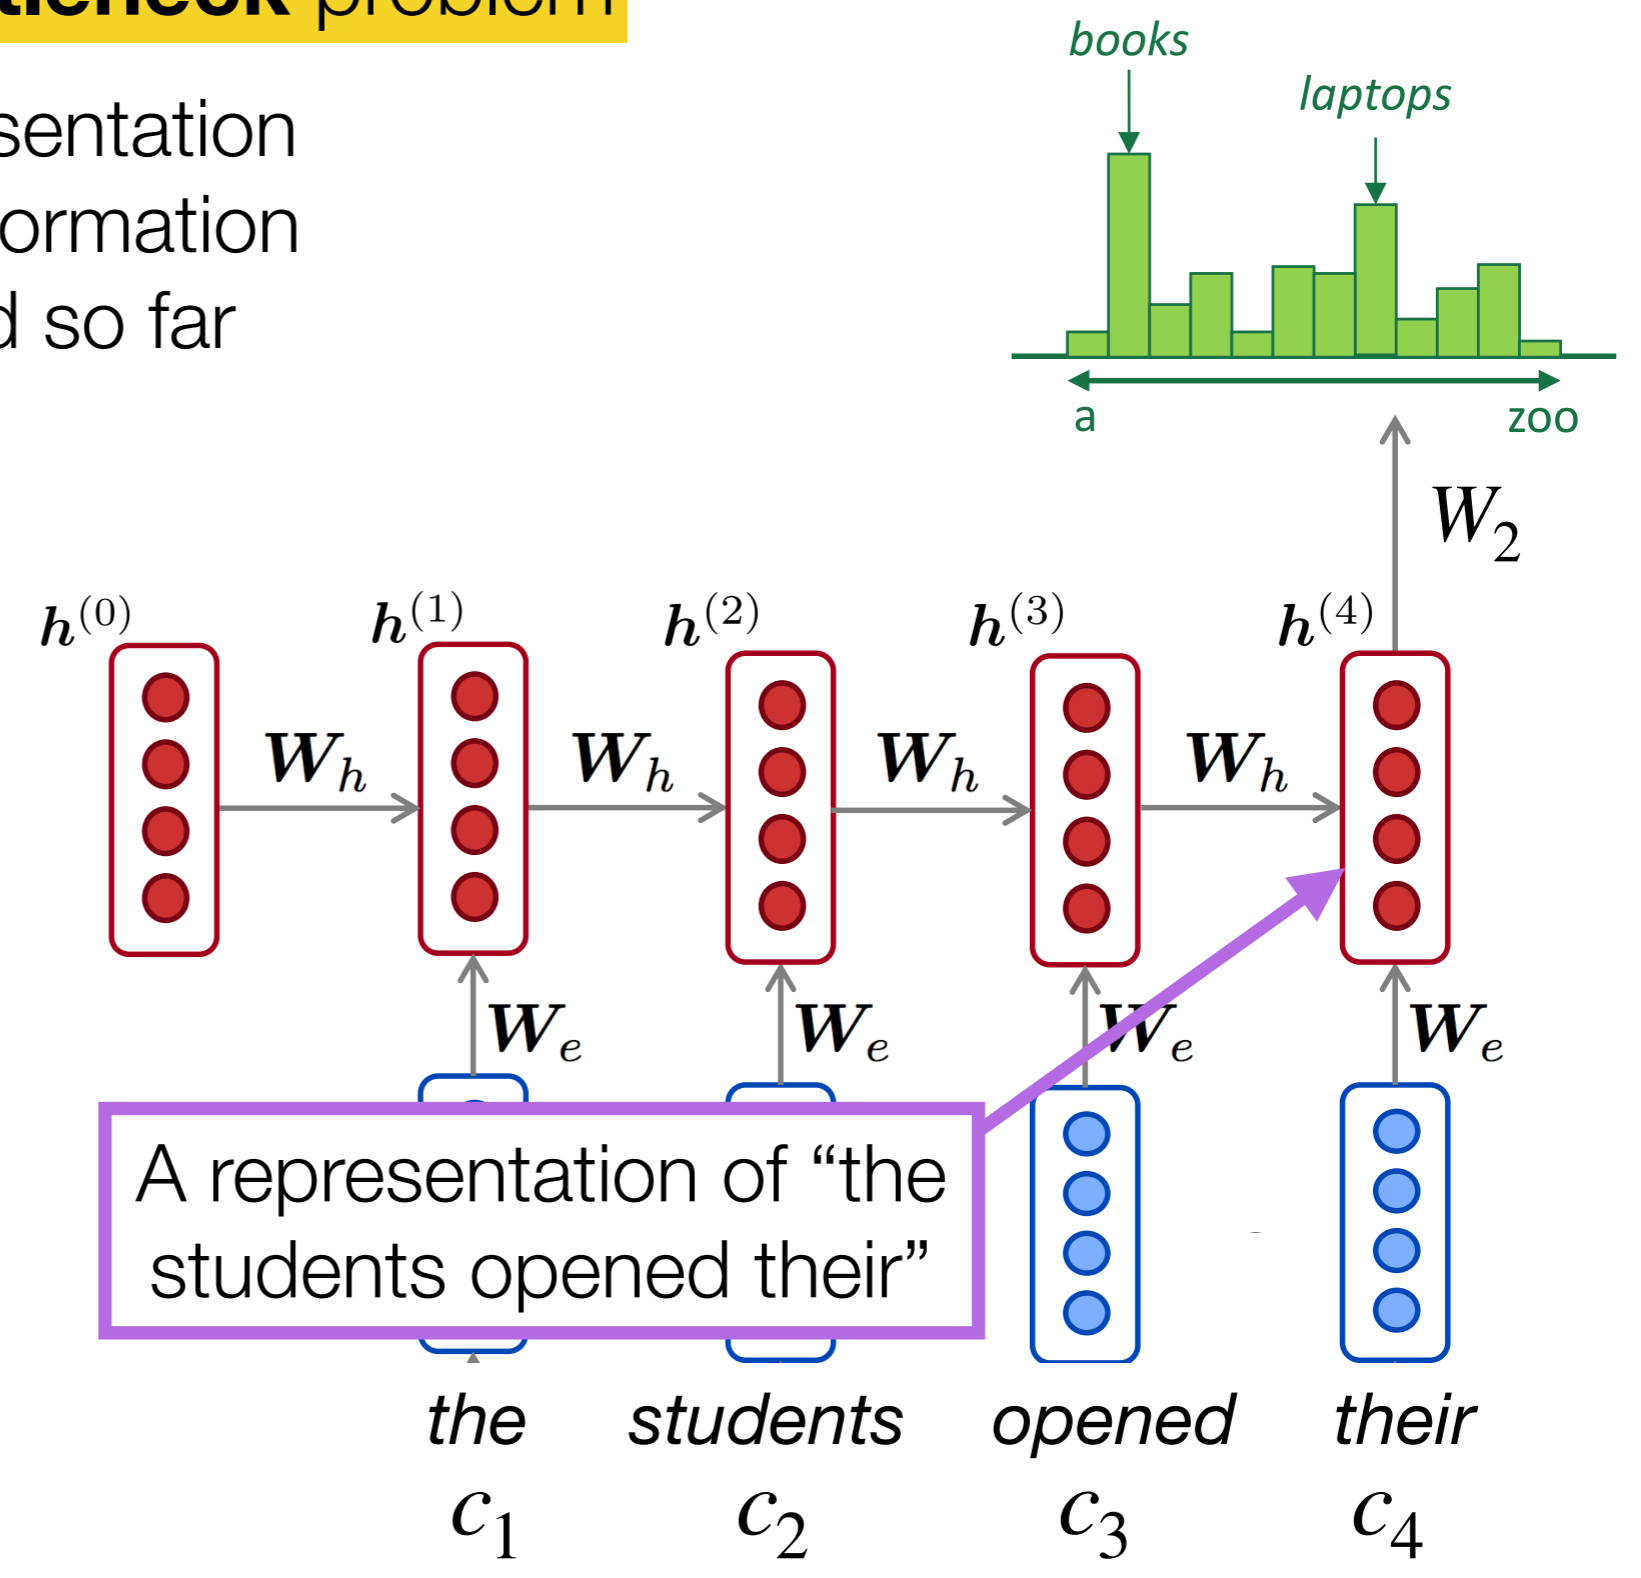 problem
sentation
ormation
so far
books
laptops
a zoo
W₂
h⁽⁰⁾ h⁽¹⁾ h⁽²⁾ h⁽³⁾ h⁽⁴⁾
Wₕ Wₕ Wₕ Wₕ
Wₑ Wₑ Wₑ Wₑ
A representation of “the
students opened their”
the students opened their
c₁ c₂ c₃ c₄